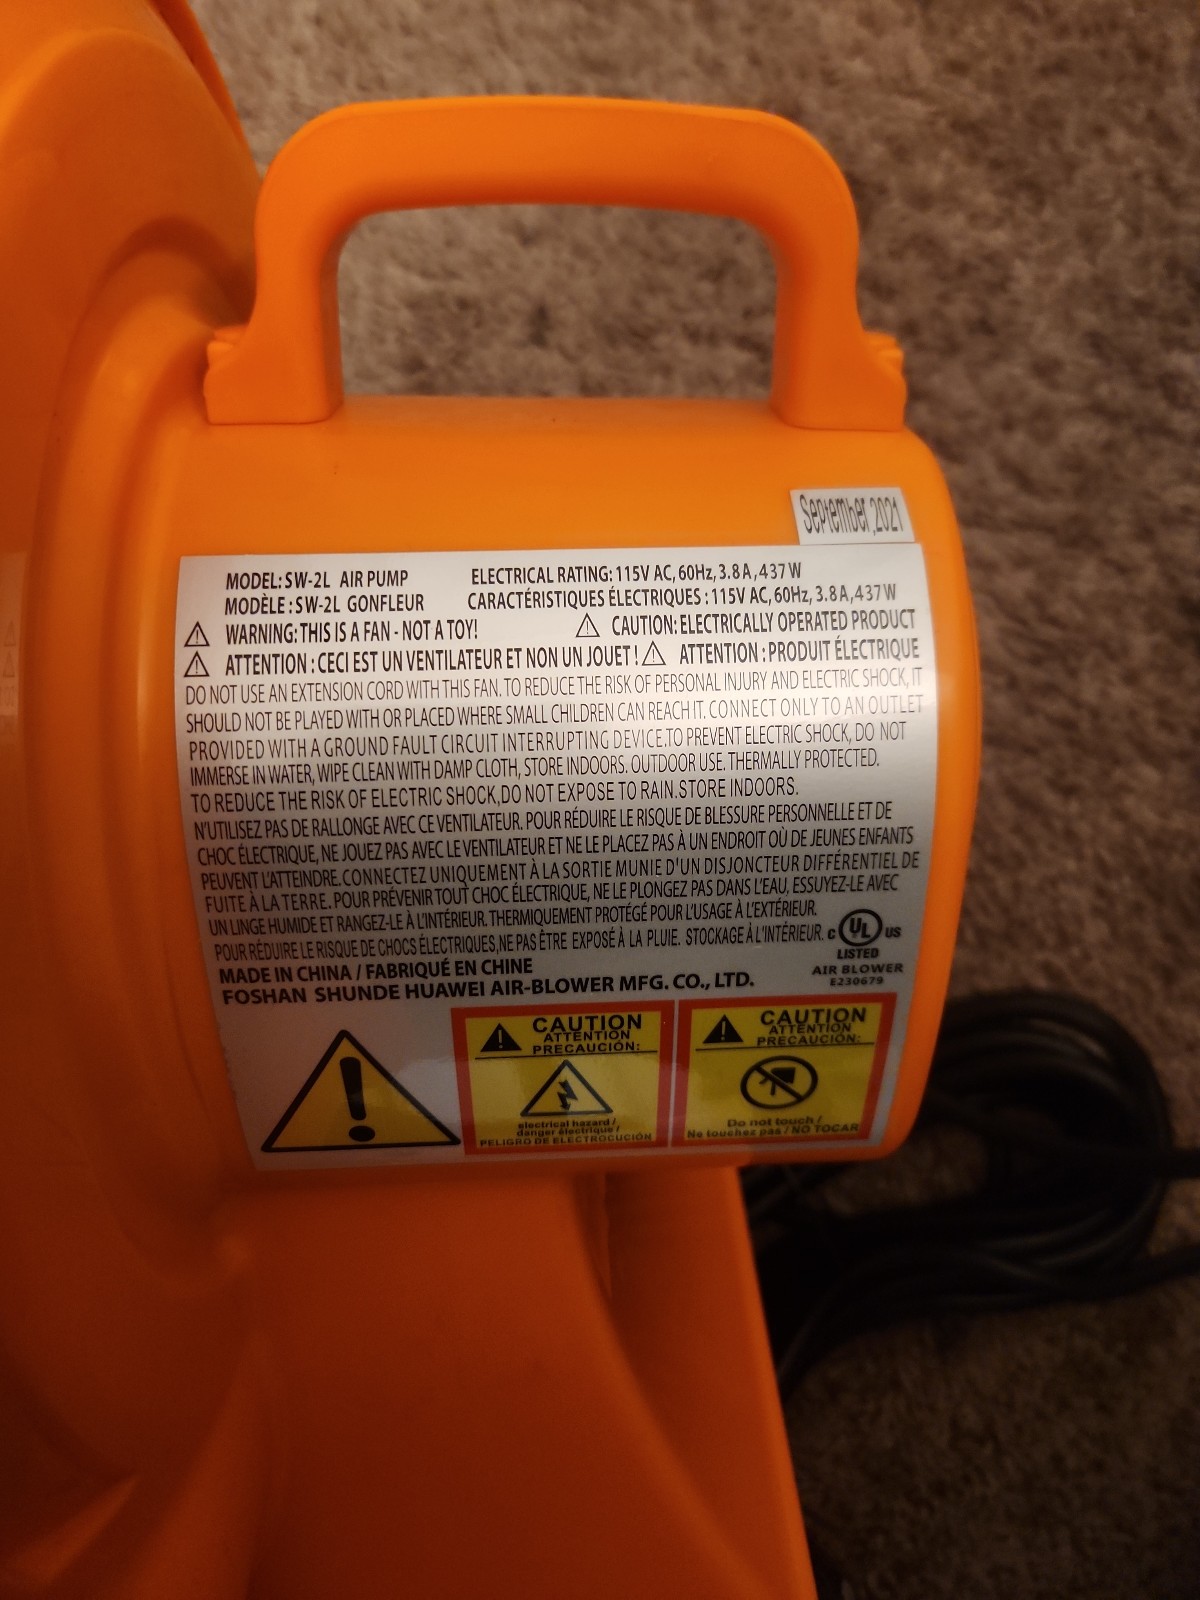 September,2021
MODEL: SW-2L AIR PUMP ELECTRICAL RATING: 115V AC, 60Hz, 3.8A, 437W
MODÈLE : SW-2L GONFLEUR CARACTÉRISTIQUES ÉLECTRIQUES : 115V AC, 60Hz, 3.8A, 437W
WARNING: THIS IS A FAN - NOT A TOY! CAUTION: ELECTRICALLY OPERATED PRODUCT
ATTENTION : CECI EST UN VENTILATEUR ET NON UN JOUET ! ATTENTION : PRODUIT ÉLECTRIQUE
DO NOT USE AN EXTENSION CORD WITH THIS FAN. TO REDUCE THE RISK OF PERSONAL INJURY AND ELECTRIC SHOCK, IT
SHOULD NOT BE PLAYED WITH OR PLACED WHERE SMALL CHILDREN CAN REACH IT. CONNECT ONLY TO AN OUTLET
PROVIDED WITH A GROUND FAULT CIRCUIT INTERRUPTING DEVICE.TO PREVENT ELECTRIC SHOCK, DO NOT
IMMERSE IN WATER, WIPE CLEAN WITH DAMP CLOTH, STORE INDOORS. OUTDOOR USE. THERMALLY PROTECTED.
TO REDUCE THE RISK OF ELECTRIC SHOCK,DO NOT EXPOSE TO RAIN.STORE INDOORS.
N'UTILISEZ PAS DE RALLONGE AVEC CE VENTILATEUR. POUR RÉDUIRE LE RISQUE DE BLESSURE PERSONNELLE ET DE
CHOC ÉLECTRIQUE, NE JOUEZ PAS AVEC LE VENTILATEUR ET NE LE PLACEZ PAS À UN ENDROIT OÙ DE JEUNES ENFANTS
PEUVENT L'ATTEINDRE. CONNECTEZ UNIQUEMENT À LA SORTIE MUNIE D'UN DISJONCTEUR DIFFÉRENTIEL DE
FUITE À LA TERRE. POUR PRÉVENIR TOUT CHOC ÉLECTRIQUE, NE LE PLONGEZ PAS DANS L'EAU, ESSUYEZ-LE AVEC
UN LINGE HUMIDE ET RANGEZ-LE À L'INTÉRIEUR. THERMIQUEMENT PROTÉGÉ POUR L'USAGE À L'EXTÉRIEUR.
POUR RÉDUIRE LE RISQUE DE CHOCS ÉLECTRIQUES,NE PAS ÊTRE EXPOSÉ À LA PLUIE. STOCKAGE À L'INTÉRIEUR.
C UL US
LISTED
AIR BLOWER
E230679
MADE IN CHINA / FABRIQUÉ EN CHINE
FOSHAN SHUNDE HUAWEI AIR-BLOWER MFG. CO., LTD.
CAUTION
ATTENTION
PRECAUCIÓN:
electrical hazard /
danger électrique /
PELIGRO DE ELECTROCUCIÓN
CAUTION
ATTENTION
PRECAUCIÓN:
Do not touch /
Ne touchez pas / NO TOCAR